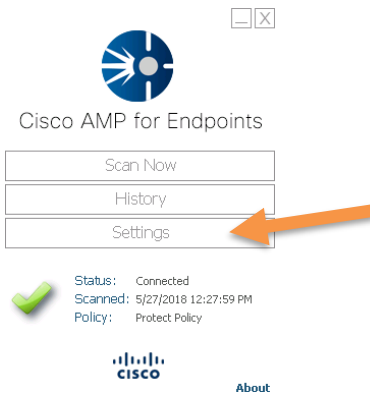 Cisco AMP for Endpoints
Scan Now
History
Settings
Status: Connected
Scanned: 5/27/2018 12:27:59 PM
Policy: Protect Policy
CISCO
About